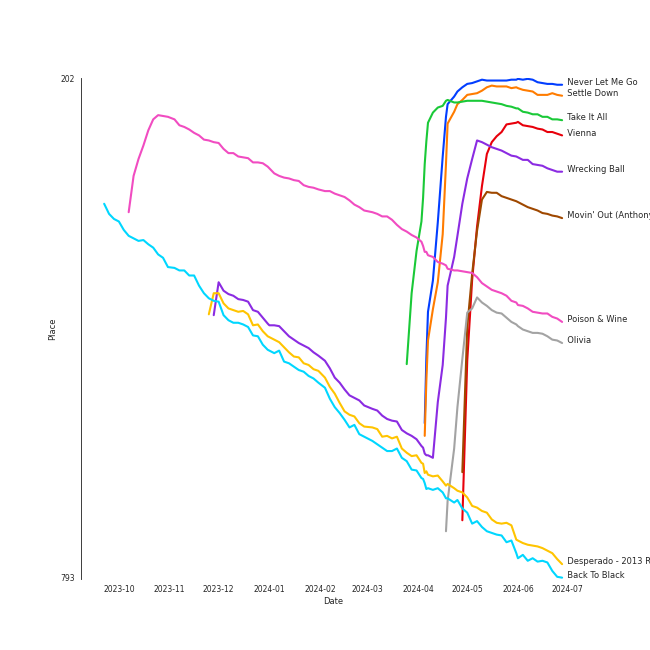 202
Never Let Me Go
Settle Down
Take It All
Vienna
Wrecking Ball
Movin' Out (Anthony
Poison & Wine
Place
Olivia
Desperado - 2013 R
793
Back To Black
2023-10 2023-11 2023-12 2024-01 2024-02 2024-03 2024-04 2024-05 2024-06 2024-07
Date